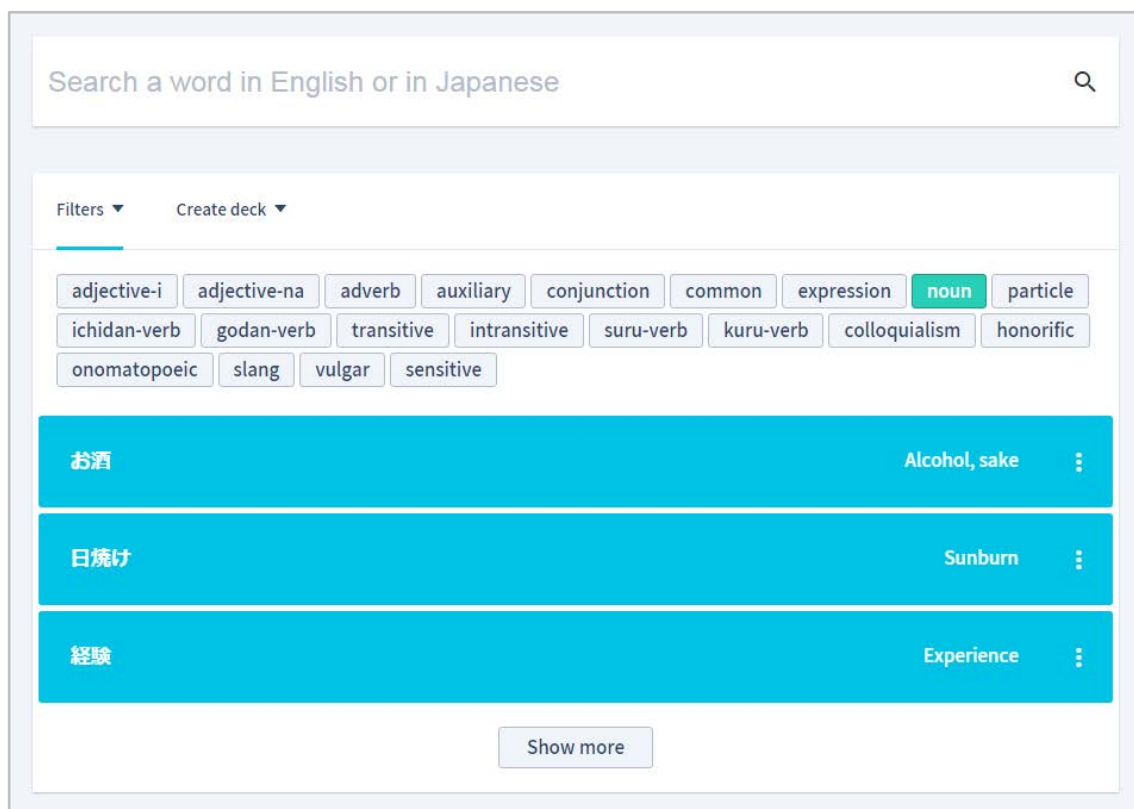 Search a word in English or in Japanese
Filters Create deck
adjective-i adjective-na adverb auxiliary conjunction common expression noun particle
ichidan-verb godan-verb transitive intransitive suru-verb kuru-verb colloquialism honorific
onomatopoeic slang vulgar sensitive
お酒 Alcohol, sake
日焼け Sunburn
経験 Experience
Show more